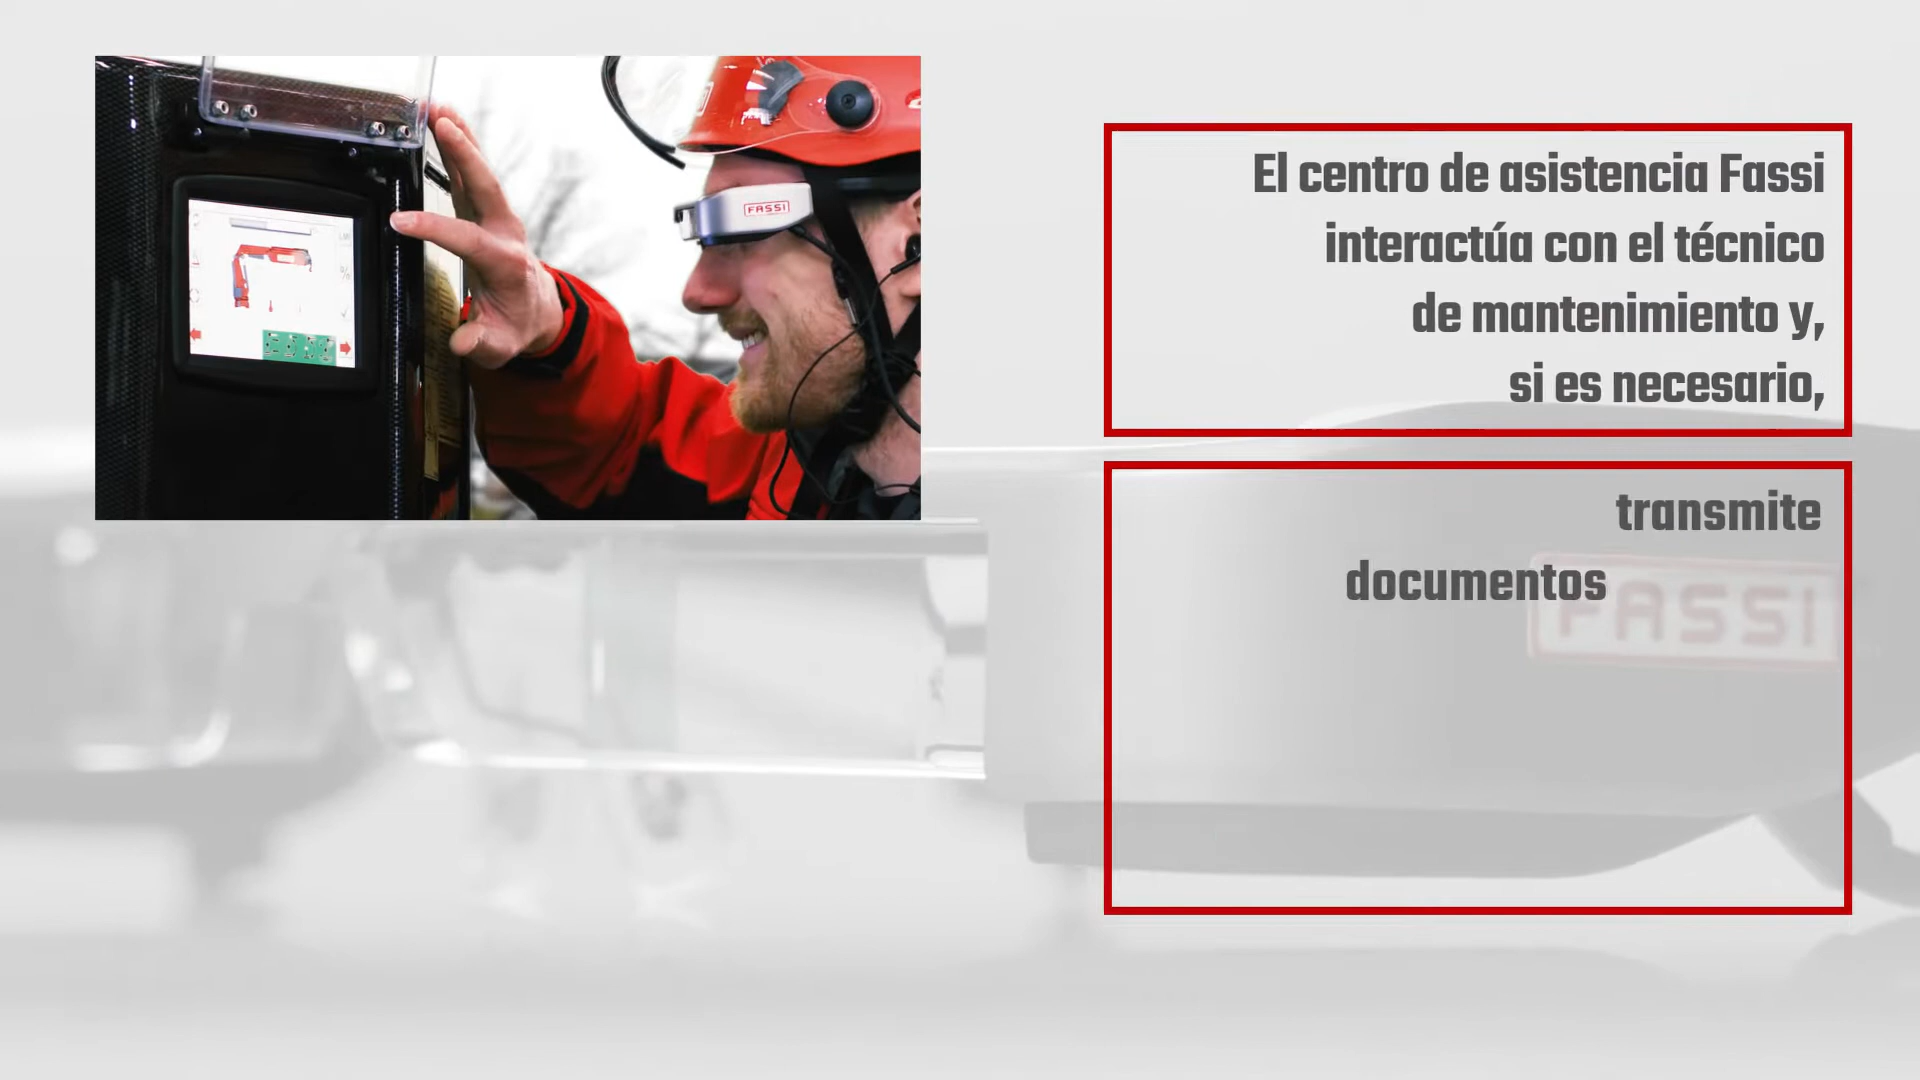 FASSI
El centro de asistencia Fassi
interactúa con el técnico
de mantenimiento y,
si es necesario,
transmite
documentos
FASSI